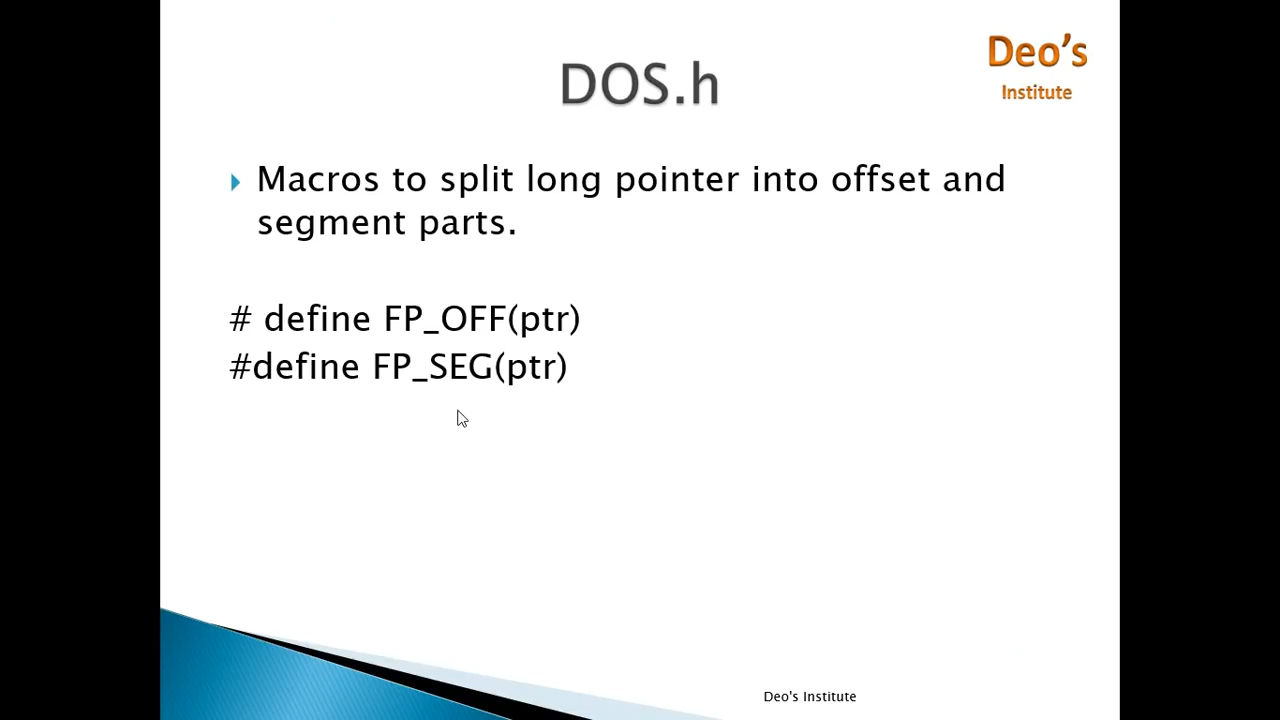 Deo's
Institute
DOS.h
Macros to split long pointer into offset and
segment parts.
# define FP_OFF(ptr)
#define FP_SEG(ptr)
Deo's Institute